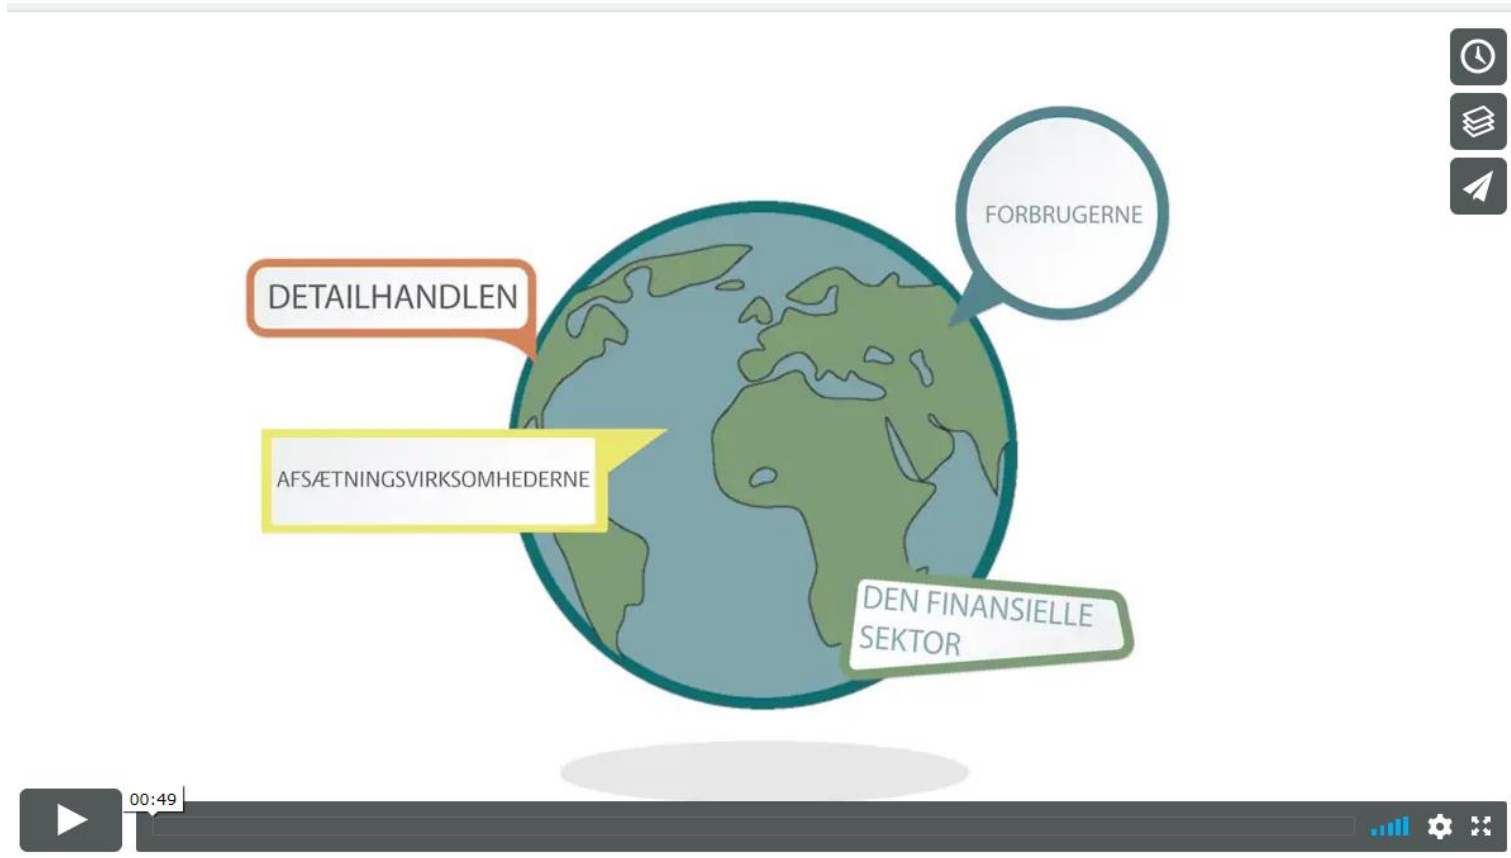 FORBRUGERNE
DETAILHANDLEN
AFSÆTNINGSVIRKSOMHEDERNE
DEN FINANSIELLE
SEKTOR
00:49